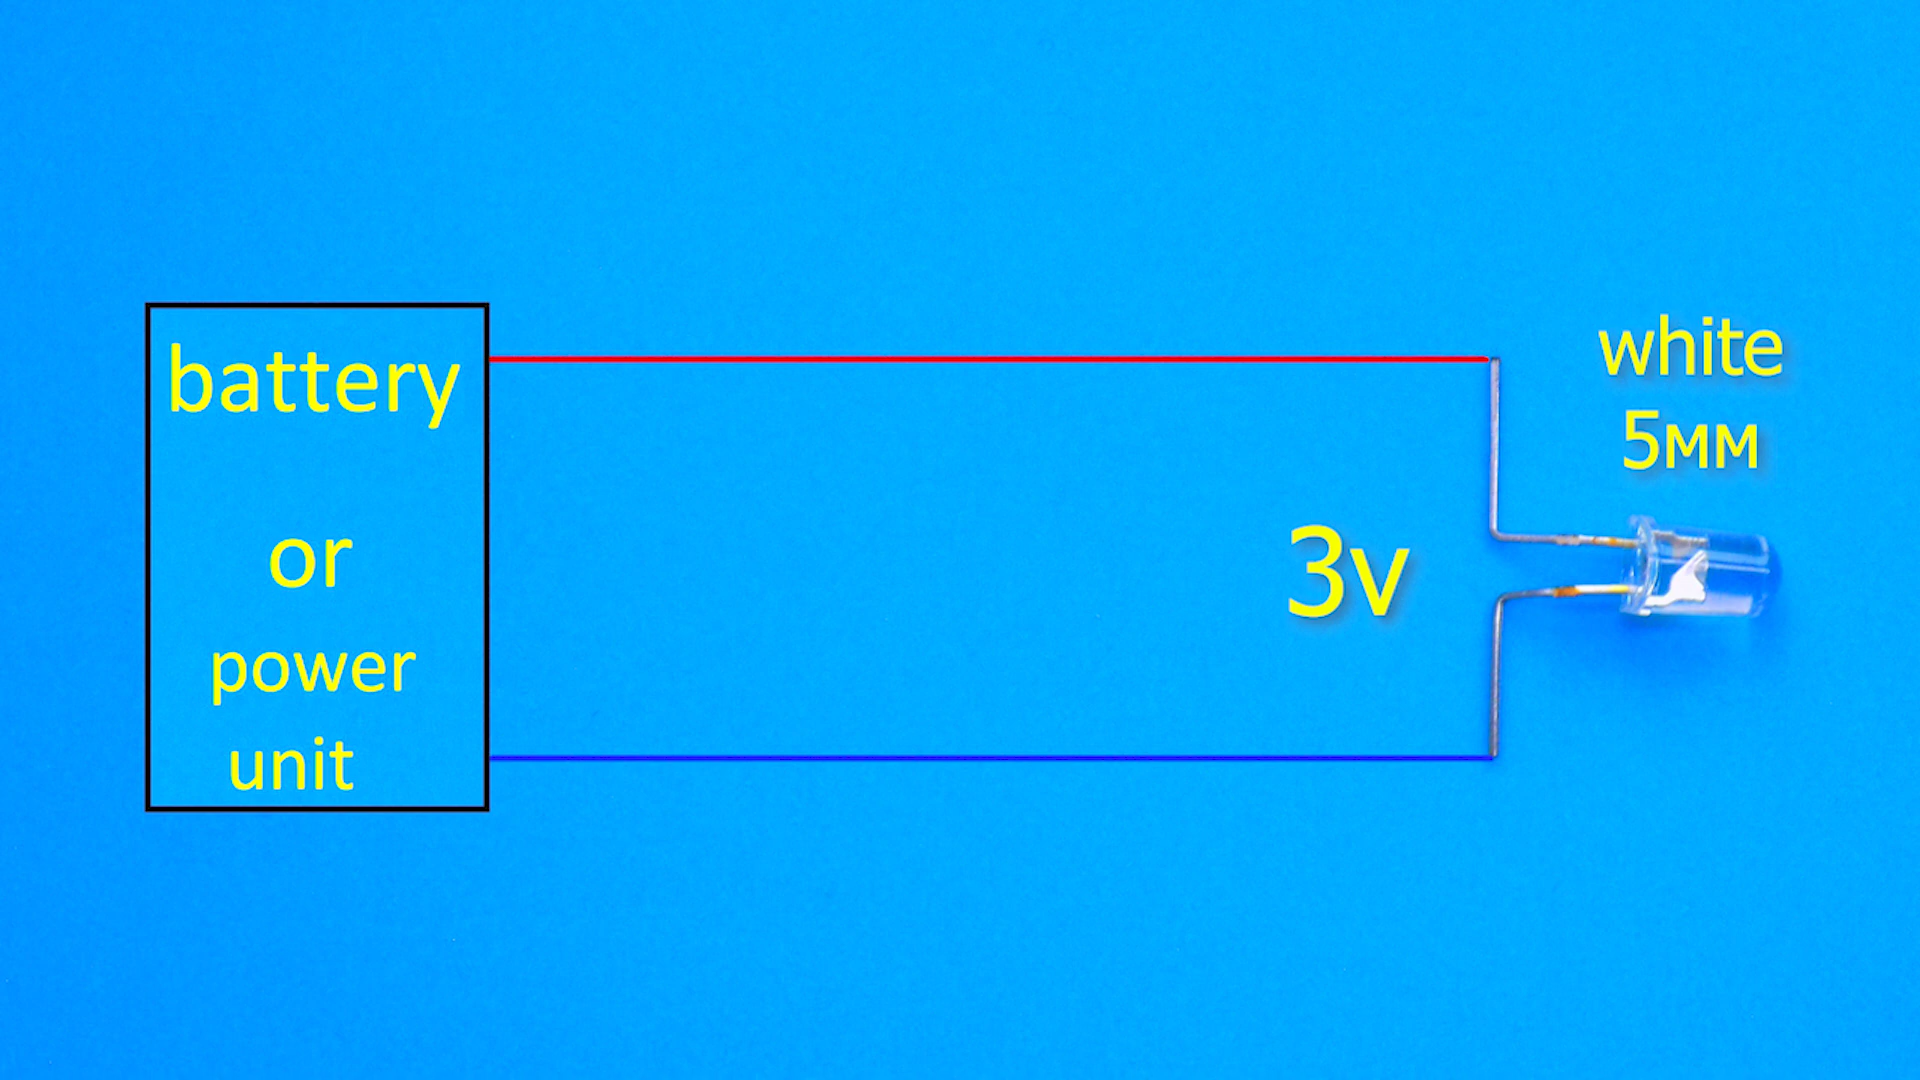 battery
or
power
unit
3v
white
5мм